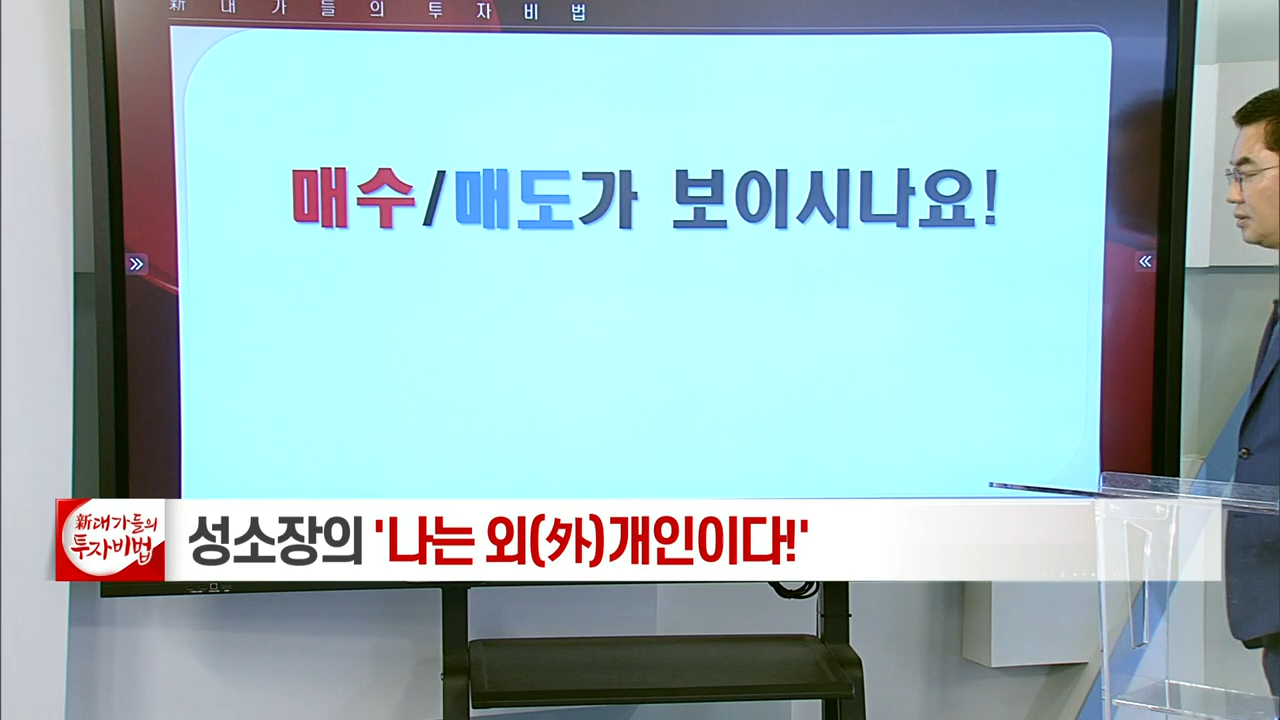 新 대 가 들 의 투 자 비 법
매수/매도가 보이시나요!
新대가들의
투자비법
성소장의 '나는 외(外)개인이다!'